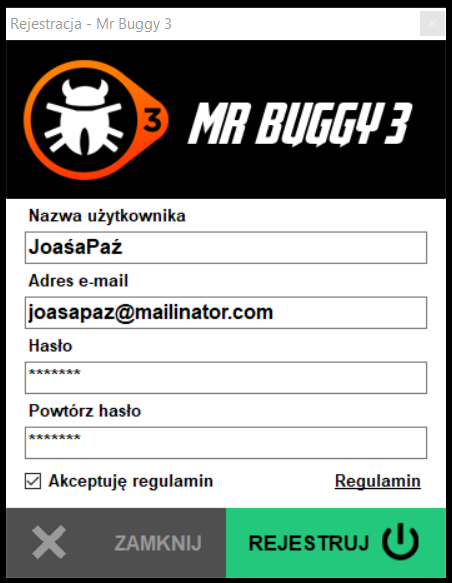 Rejestracja - Mr Buggy 3
3
MR BUGGY 3
Nazwa użytkownika
JoaśaPaź
Adres e-mail
joasapaz@mailinator.com
Hasło
*******
Powtórz hasło
*******
Akceptuję regulamin Regulamin
ZAMKNIJ REJESTRUJ